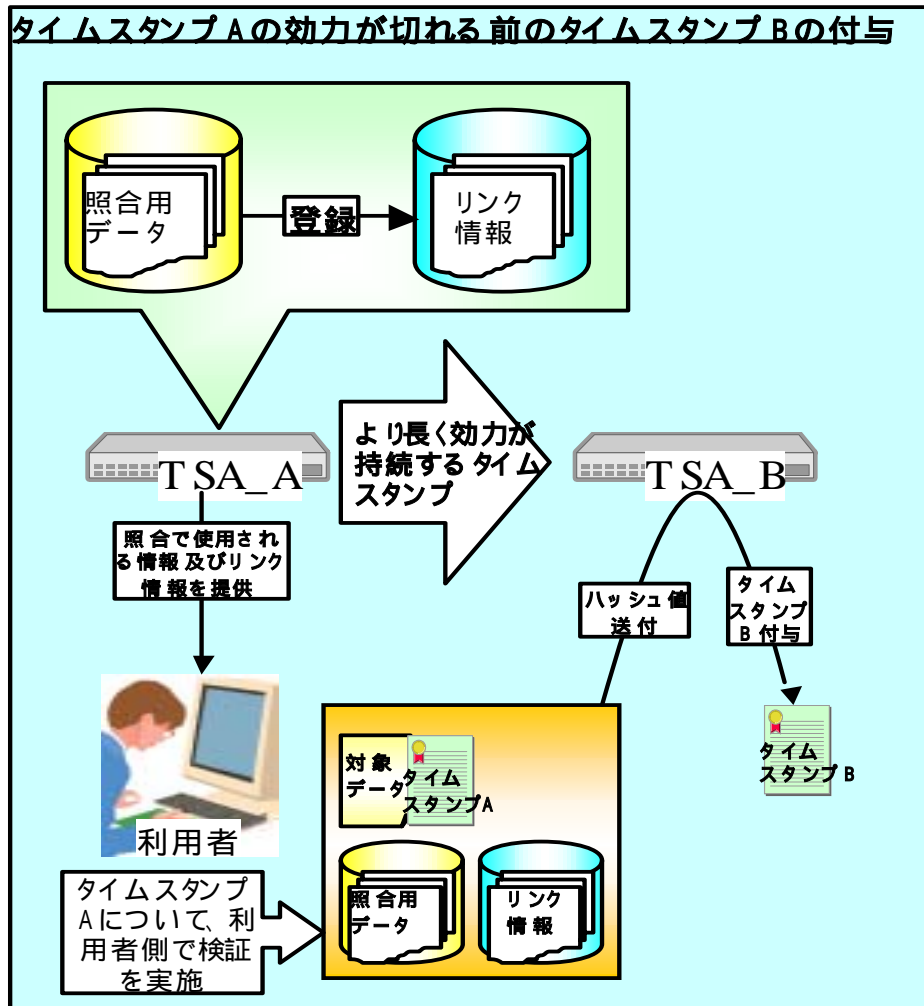 タイムスタンプAの効力が切れる前のタイムスタンプBの付与
照合用
データ
登録
リンク
情報
より長く効力が
持続するタイム
スタンプ
TSA_A
TSA_B
照合で使用され
る情報及びリンク
情報を提供
ハッシュ値
送付
タイム
スタンプ
B付与
対象
データ
タイム
スタンプA
タイム
スタンプB
利用者
タイムスタンプ
Aについて、利
用者側で検証
を実施
照合用
データ
リンク
情報